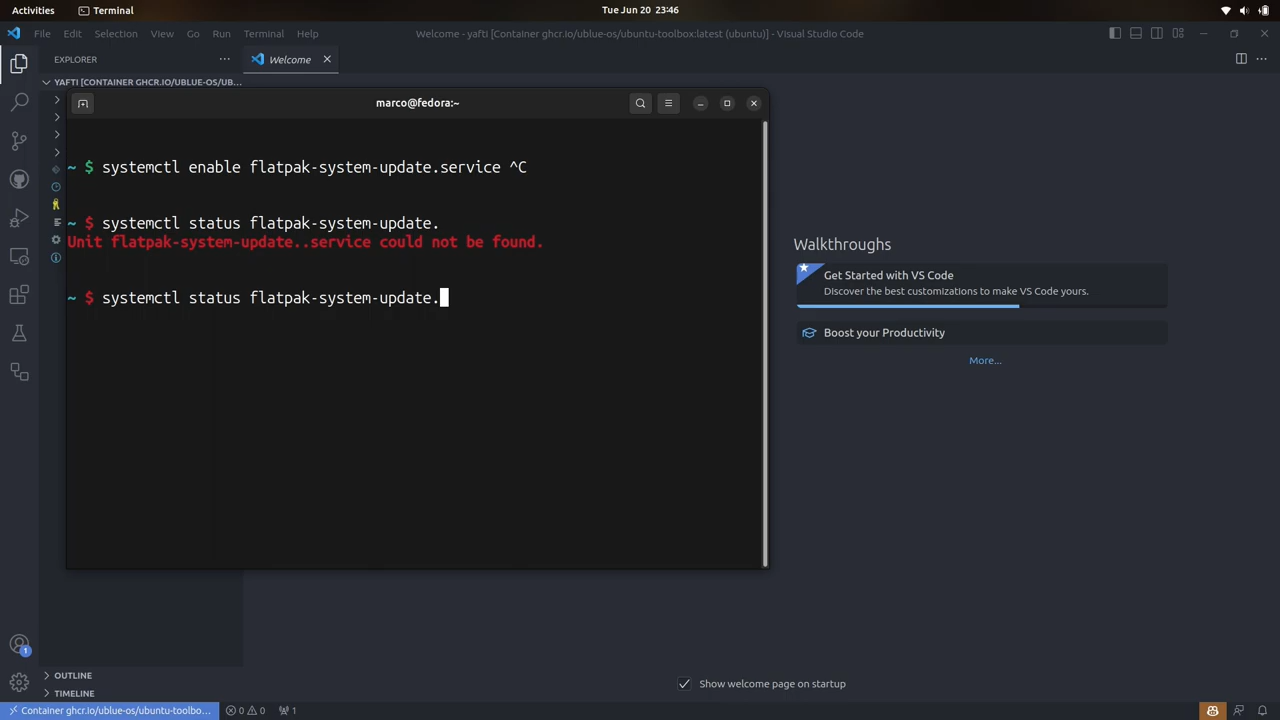 Activities
Terminal
Tue Jun 20 23:46
File Edit Selection View Go Run Terminal Help
Welcome - yafti [Container ghcr.io/ublue-os/ubuntu-toolbox:latest (ubuntu)] - Visual Studio Code
EXPLORER
Welcome
YAFTI [CONTAINER GHCR.IO/UBLUE-OS/UB...
marco@fedora:~
~ $ systemctl enable flatpak-system-update.service ^C
~ $ systemctl status flatpak-system-update.
Unit flatpak-system-update..service could not be found.
~ $ systemctl status flatpak-system-update.
Walkthroughs
Get Started with VS Code
Discover the best customizations to make VS Code yours.
Boost your Productivity
More...
1
Show welcome page on startup
OUTLINE
TIMELINE
Container ghcr.io/ublue-os/ubuntu-toolbo...
0
0
1